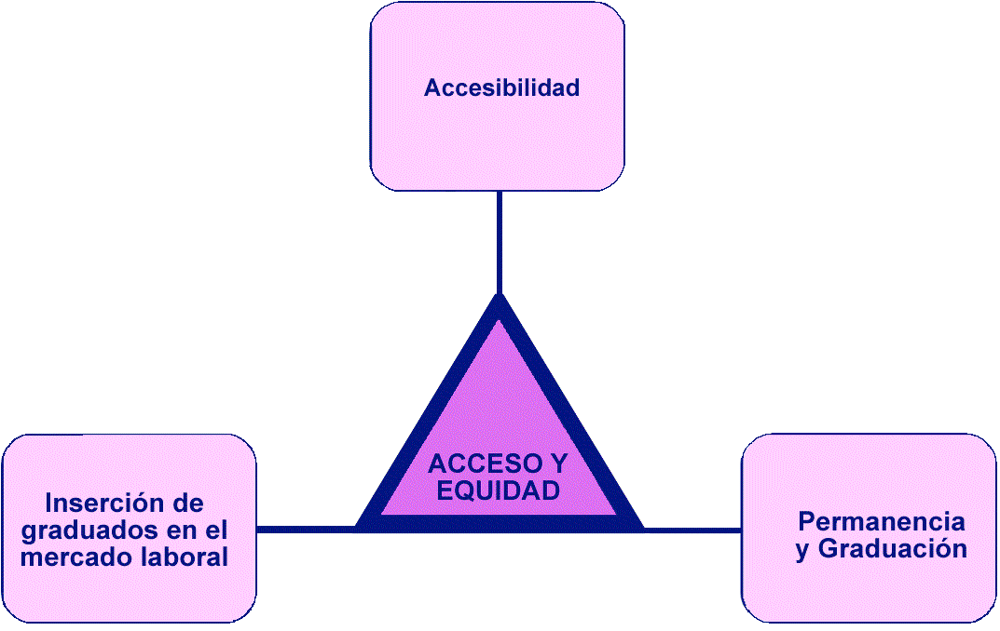 Accesibilidad
ACCESO Y
EQUIDAD
Inserción de
graduados en el
mercado laboral
Permanencia
y Graduación